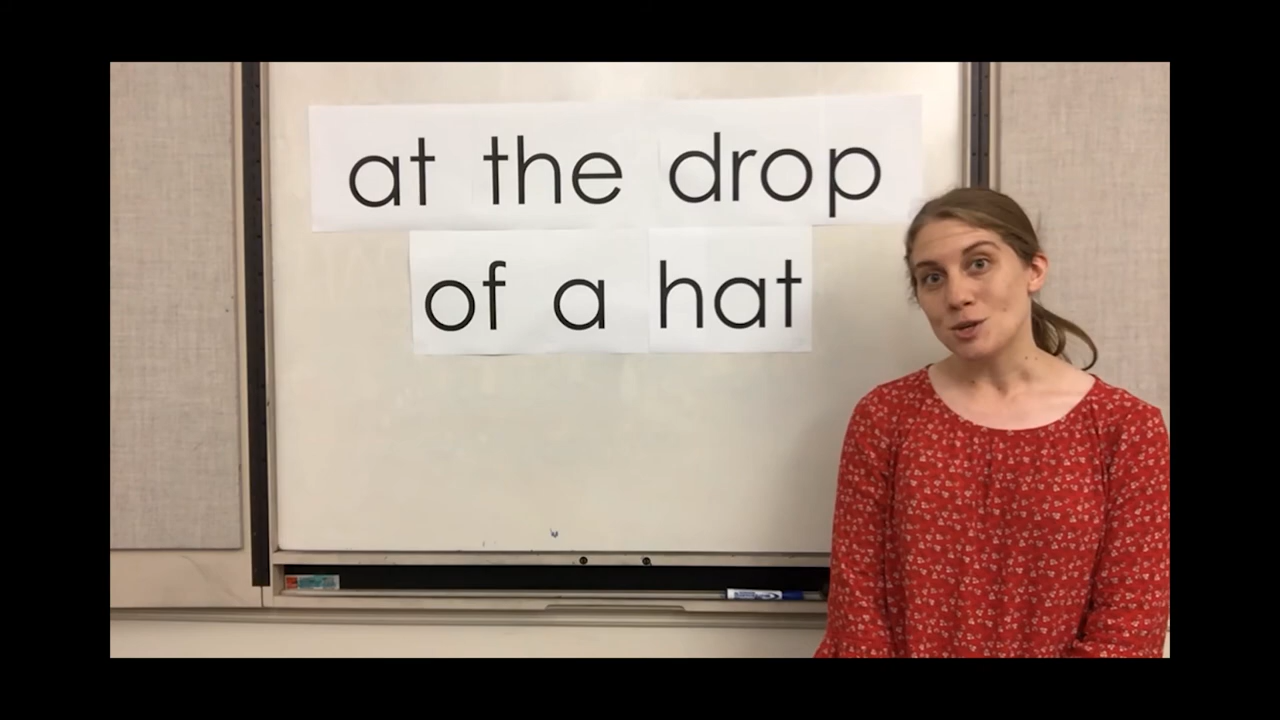 at the drop
of a hat